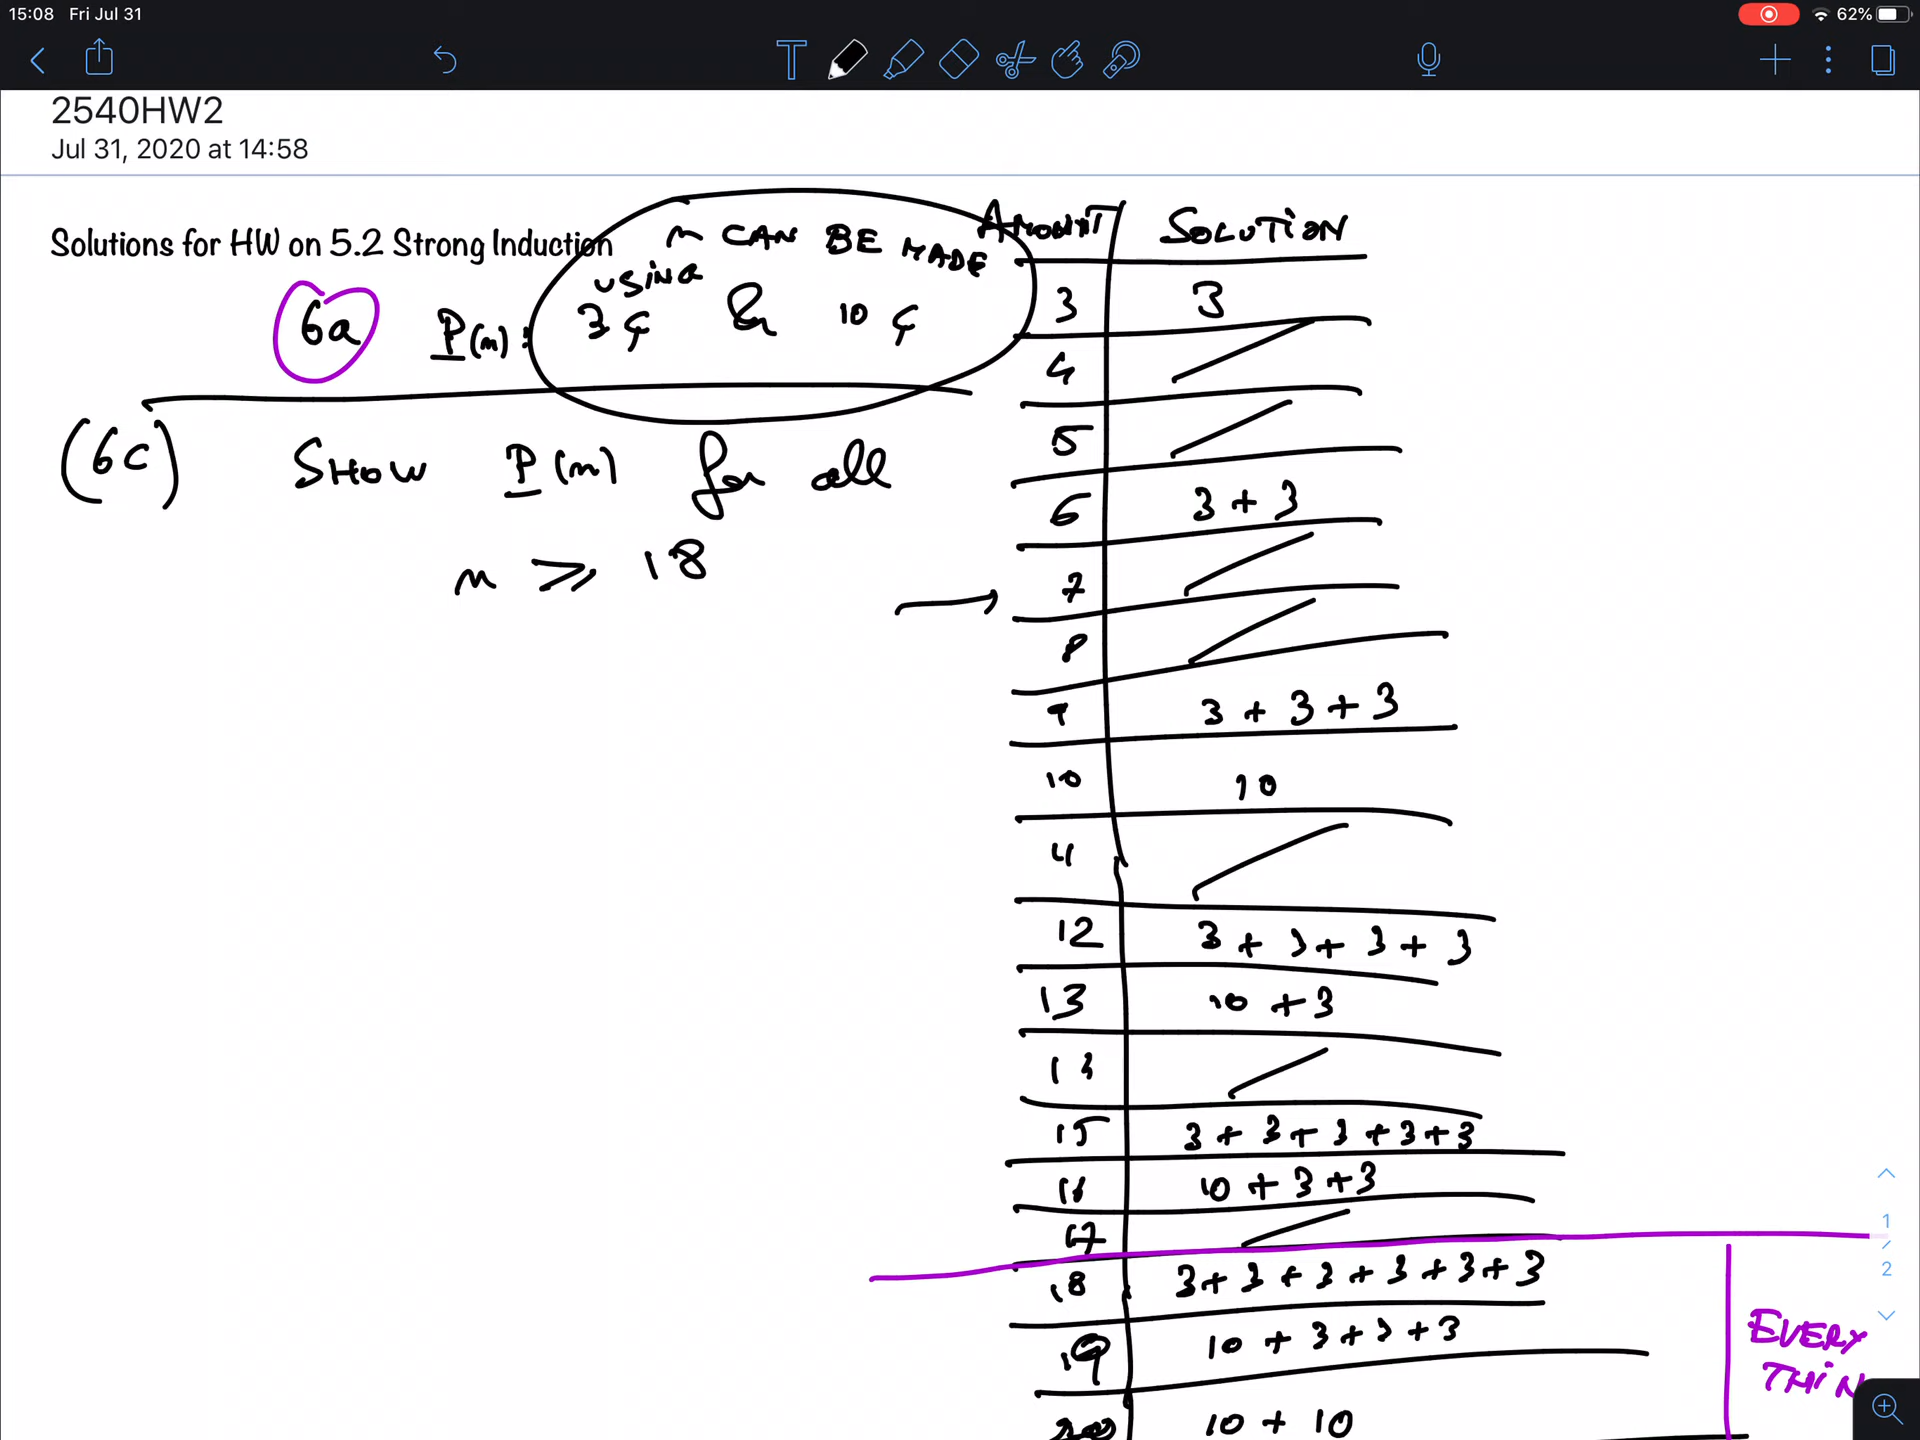 15:08 Fri Jul 31
62%
2540HW2
Jul 31, 2020 at 14:58
Solutions for HW on 5.2 Strong Induction
6a P(n): n CAN BE MADE
USING
3 ¢ & 10 ¢
(6c) SHOW P(n) for all
n ≥ 18
AMOUNT SOLUTION
3 3
4
5
6 3 + 3
7
8
9 3 + 3 + 3
10 10
11
12 3 + 3 + 3 + 3
13 10 + 3
14
15 3 + 3 + 3 + 3 + 3
16 10 + 3 + 3
17
18 3 + 3 + 3 + 3 + 3 + 3
19 10 + 3 + 3 + 3
20 10 + 10
EVERY
THIN
1
2